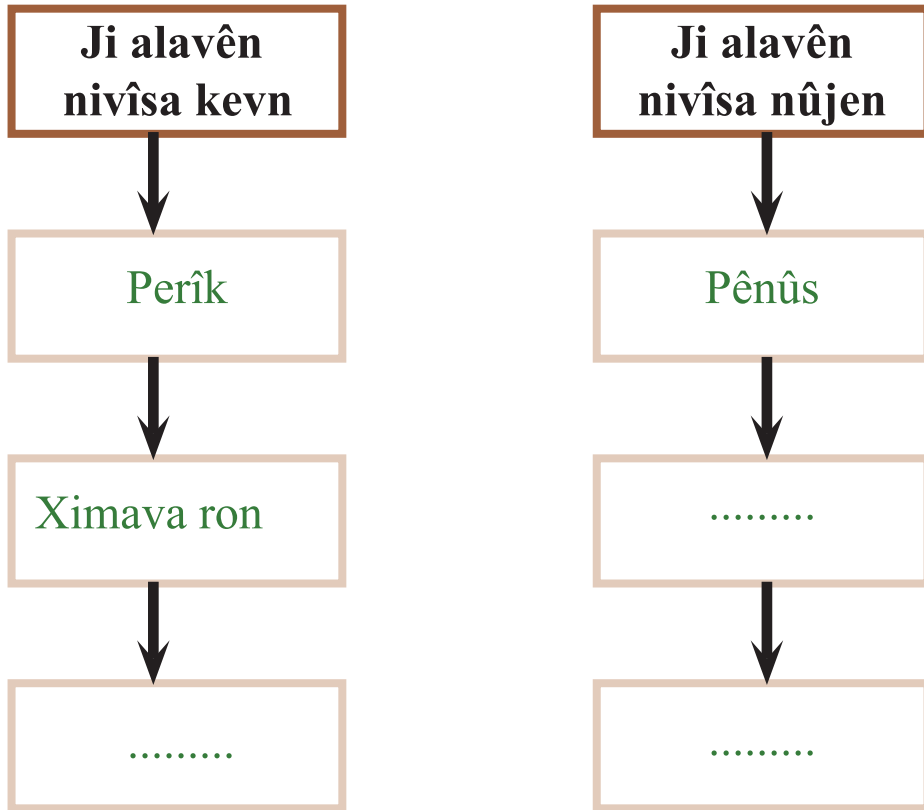 Ji alavên
nivîsa kevn
Perîk
Ximava ron
.........
Ji alavên
nivîsa nûjen
Pênûs
.........
.........